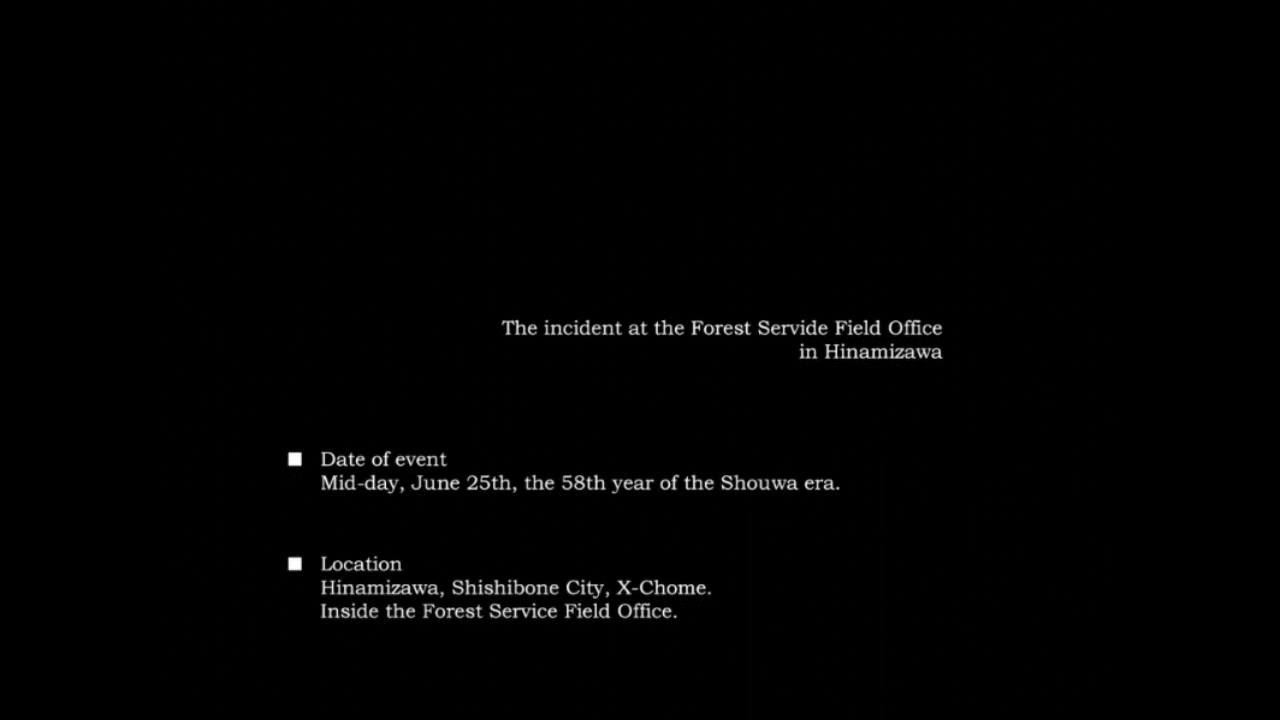 The incident at the Forest Servide Field Office
in Hinamizawa
■ Date of event
Mid-day, June 25th, the 58th year of the Shouwa era.
■ Location
Hinamizawa, Shishibone City, X-Chome.
Inside the Forest Service Field Office.